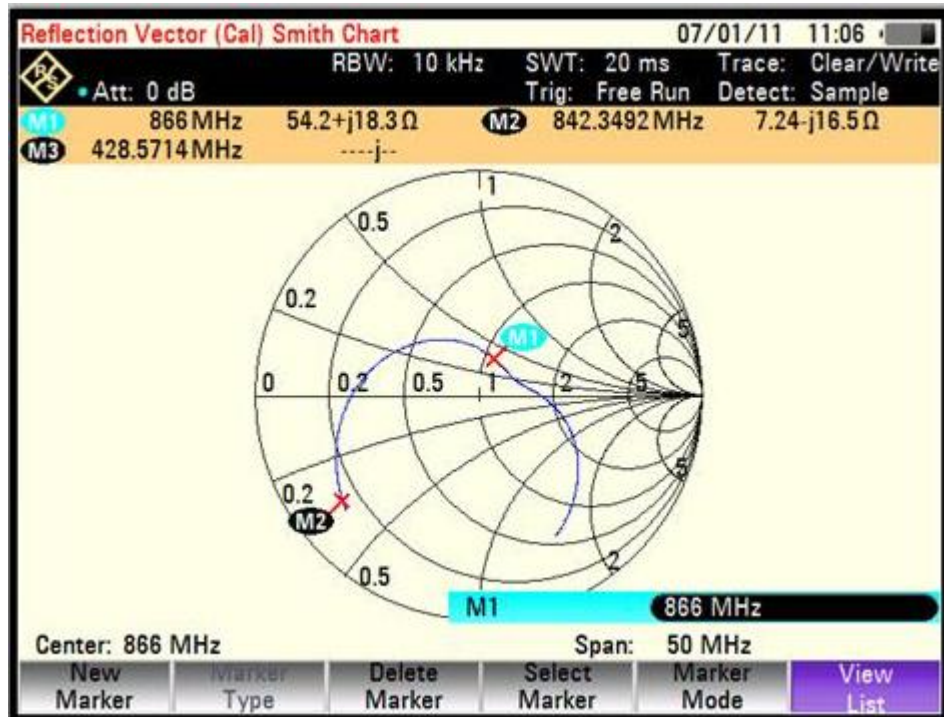 Reflection Vector (Cal) Smith Chart 07/01/11 11:06
R S
RBW: 10 kHz SWT: 20 ms Trace: Clear/Write
Att: 0 dB Trig: Free Run Detect: Sample
M1 866 MHz 54.2+j18.3 Ω M2 842.3492 MHz 7.24-j16.5 Ω
M3 428.5714 MHz ----j--
1
0.5 2
0.2 5
M1
0 0.2 0.5 1 2 5
0.2 5
M2
0.5 2
M1 866 MHz
Center: 866 MHz Span: 50 MHz
New Marker
Marker Type
Delete Marker
Select Marker
Marker Mode
View List